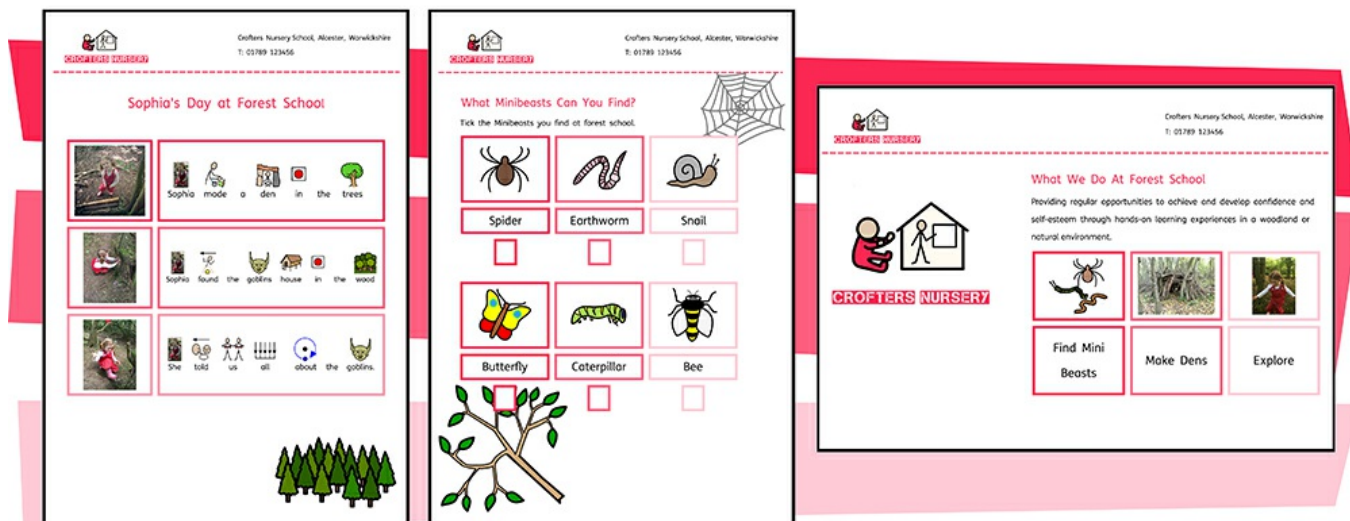 CROFTERS NURSERY
Crofters Nursery School, Alcester, Warwickshire
T: 01789 123456
Sophia's Day at Forest School
Sophia made a den in the trees
Sophia found the goblins house in the wood
She told us all about the goblins.
CROFTERS NURSERY
Crofters Nursery School, Alcester, Warwickshire
T: 01789 123456
What Minibeasts Can You Find?
Tick the Minibeasts you find at forest school.
Spider Earthworm Snail
Butterfly Caterpillar Bee
CROFTERS NURSERY
Crofters Nursery School, Alcester, Warwickshire
T: 01789 123456
CROFTERS NURSERY
What We Do At Forest School
Providing regular opportunities to achieve and develop confidence and
self-esteem through hands-on learning experiences in a woodland or
natural environment.
Find Mini
Beasts
Make Dens
Explore